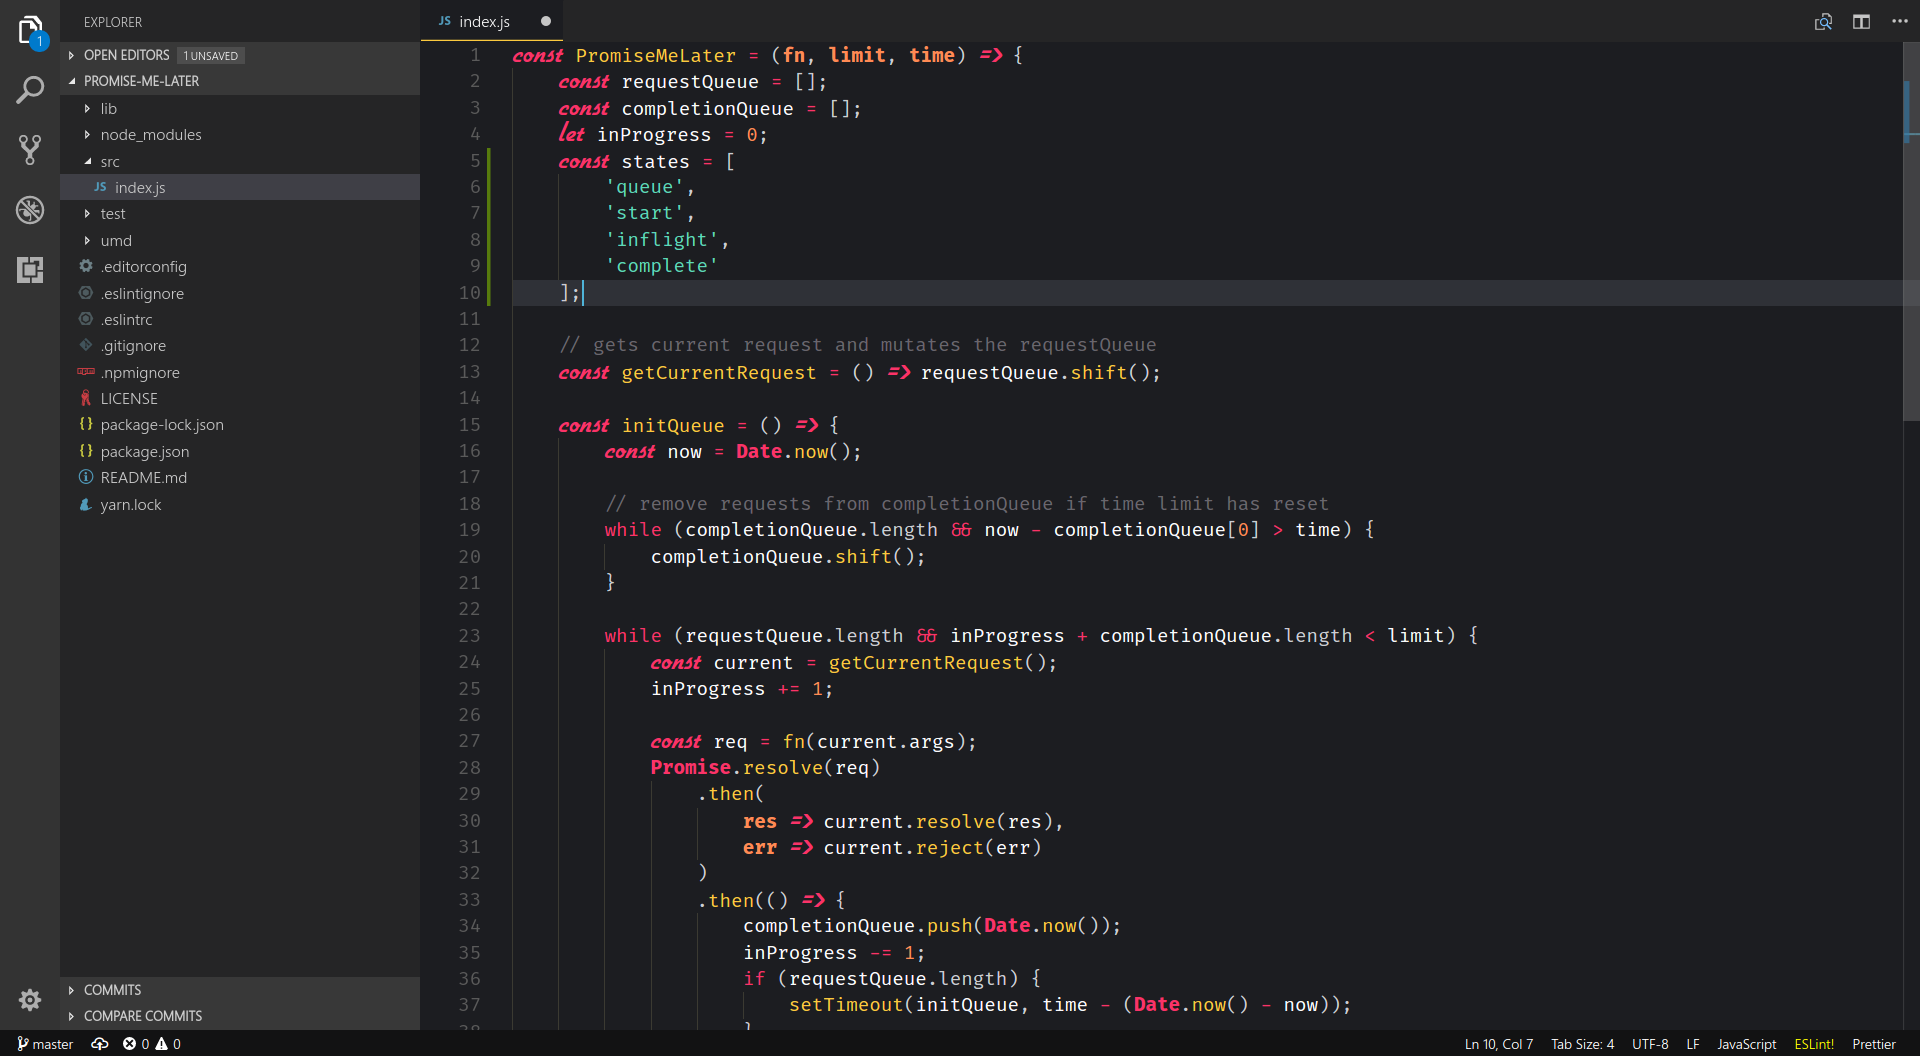 EXPLORER
1
OPEN EDITORS 1 UNSAVED
PROMISE-ME-LATER
lib
node_modules
src
JS index.js
test
umd
.editorconfig
.eslintignore
.eslintrc
.gitignore
.npmignore
LICENSE
{} package-lock.json
{} package.json
README.md
yarn.lock
COMMITS
COMPARE COMMITS
JS index.js
1 const PromiseMeLater = (fn, limit, time) => {
2 const requestQueue = [];
3 const completionQueue = [];
4 let inProgress = 0;
5 const states = [
6 'queue',
7 'start',
8 'inflight',
9 'complete'
10 ];
11
12 // gets current request and mutates the requestQueue
13 const getCurrentRequest = () => requestQueue.shift();
14
15 const initQueue = () => {
16 const now = Date.now();
17
18 // remove requests from completionQueue if time limit has reset
19 while (completionQueue.length && now - completionQueue[0] > time) {
20 completionQueue.shift();
21 }
22
23 while (requestQueue.length && inProgress + completionQueue.length < limit) {
24 const current = getCurrentRequest();
25 inProgress += 1;
26
27 const req = fn(current.args);
28 Promise.resolve(req)
29 .then(
30 res => current.resolve(res),
31 err => current.reject(err)
32 )
33 .then(() => {
34 completionQueue.push(Date.now());
35 inProgress -= 1;
36 if (requestQueue.length) {
37 setTimeout(initQueue, time - (Date.now() - now));
38 }
master 0 0 Ln 10, Col 7 Tab Size: 4 UTF-8 LF JavaScript ESLint! Prettier